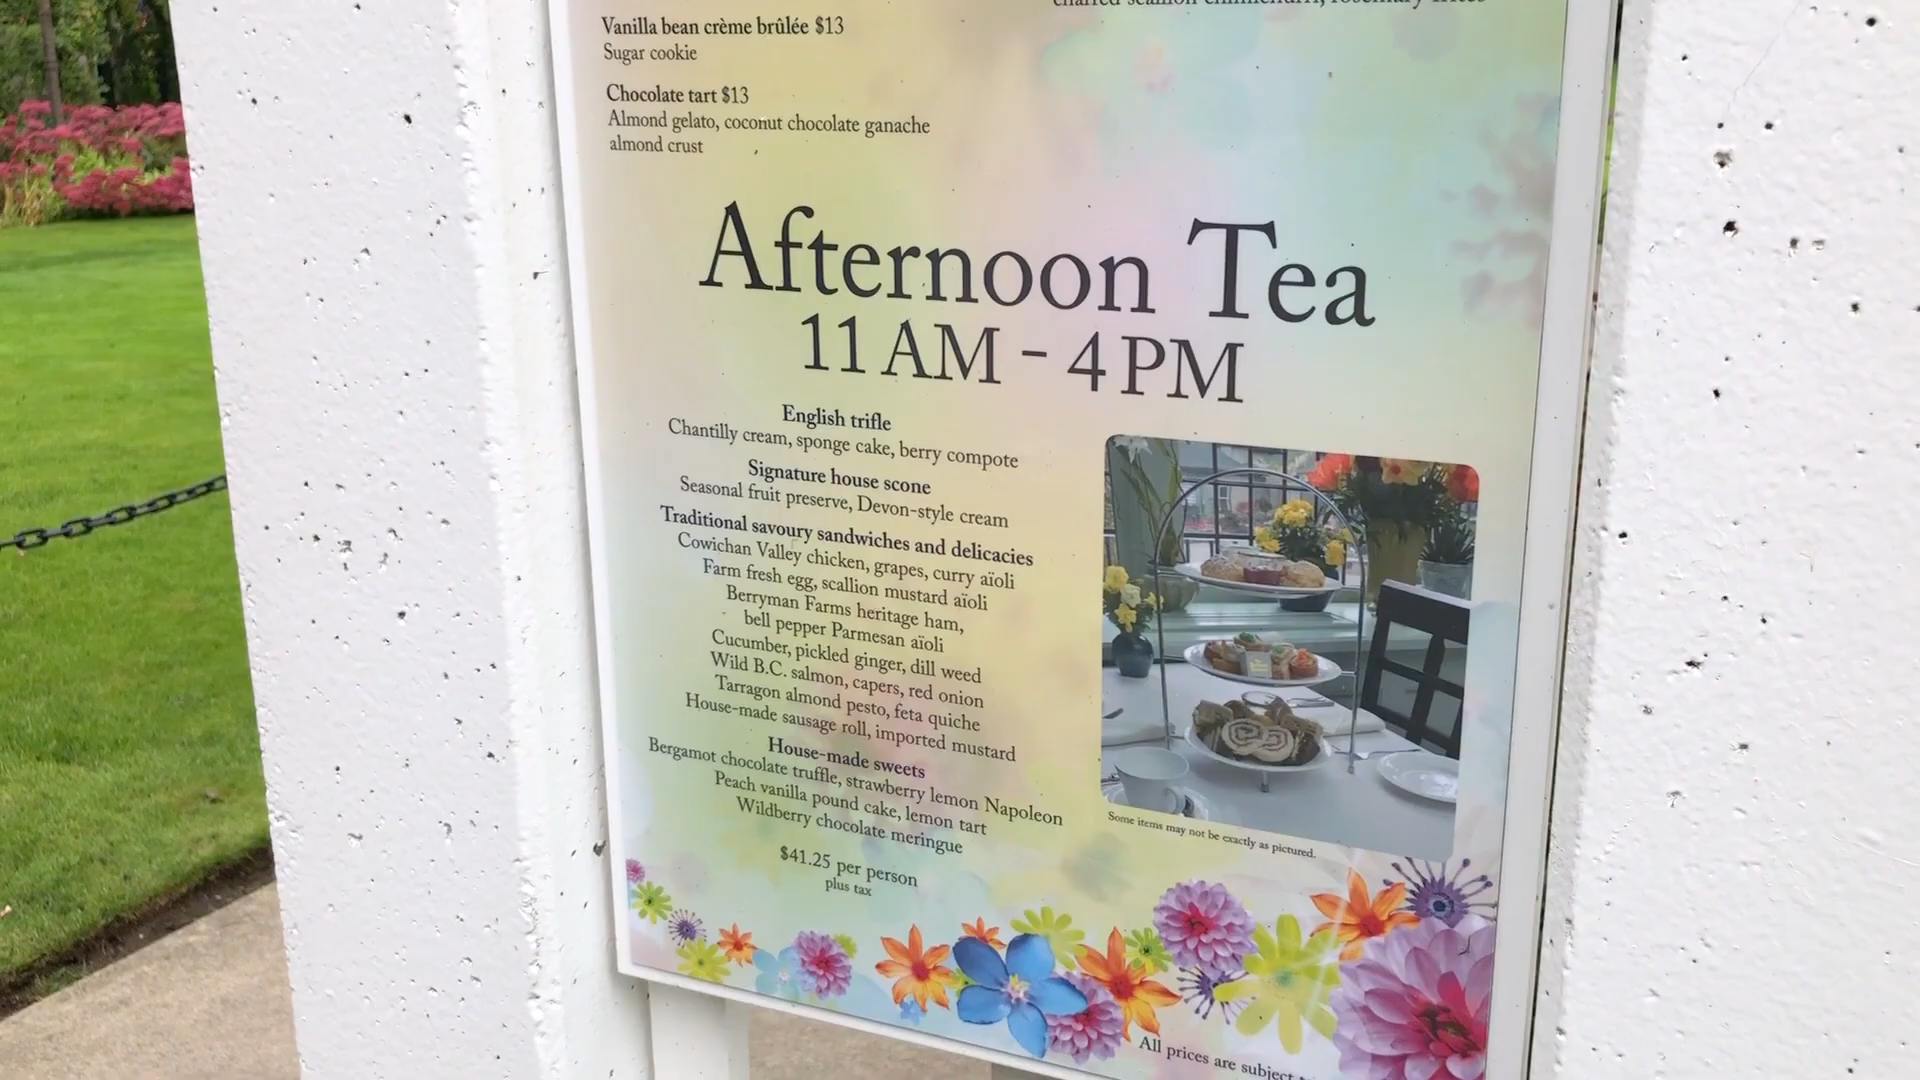 Vanilla bean crème brûlée $13
Sugar cookie
Chocolate tart $13
Almond gelato, coconut chocolate ganache
almond crust
Afternoon Tea
11 AM - 4 PM
English trifle
Chantilly cream, sponge cake, berry compote
Signature house scone
Seasonal fruit preserve, Devon-style cream
Traditional savoury sandwiches and delicacies
Cowichan Valley chicken, grapes, curry aïoli
Farm fresh egg, scallion mustard aïoli
Berryman Farms heritage ham,
bell pepper Parmesan aïoli
Cucumber, pickled ginger, dill weed
Wild B.C. salmon, capers, red onion
Tarragon almond pesto, feta quiche
House-made sausage roll, imported mustard
House-made sweets
Bergamot chocolate truffle, strawberry lemon Napoleon
Peach vanilla pound cake, lemon tart
Wildberry chocolate meringue
$41.25 per person
plus tax
Some items may not be exactly as pictured.
All prices are subject